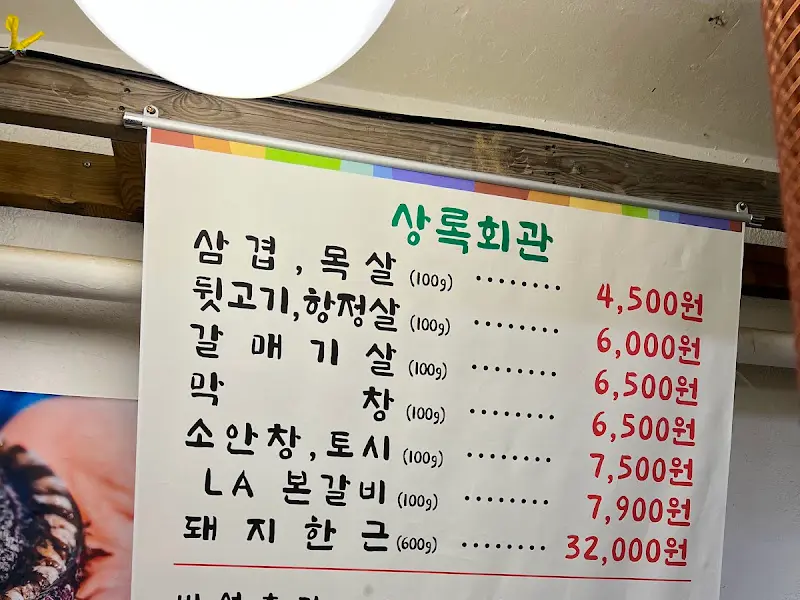 상록회관
삼겹, 목살 (100g) ········ 4,500원
뒷고기,항정살 (100g) ········ 6,000원
갈매기살 (100g) ········ 6,500원
막창 (100g) ········ 6,500원
소안창,토시 (100g) ········ 7,500원
LA 본갈비 (100g) ········ 7,900원
돼지한근 (600g) ········ 32,000원